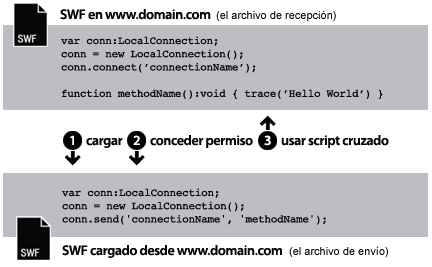 SWF
SWF en www.domain.com (el archivo de recepción)
var conn:LocalConnection;
conn = new LocalConnection();
conn.connect(‘connectionName’);
function methodName():void { trace(‘Hello World’) }
1 cargar 2 conceder permiso 3 usar script cruzado
var conn:LocalConnection;
conn = new LocalConnection();
conn.send('connectionName', 'methodName');
SWF
SWF cargado desde www.domain.com (el archivo de envío)